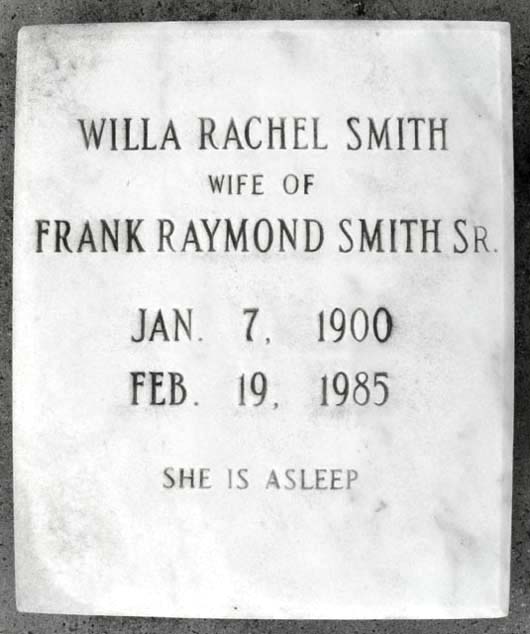 WILLA RACHEL SMITH
WIFE OF
FRANK RAYMOND SMITH SR.
JAN. 7, 1900
FEB. 19, 1985
SHE IS ASLEEP